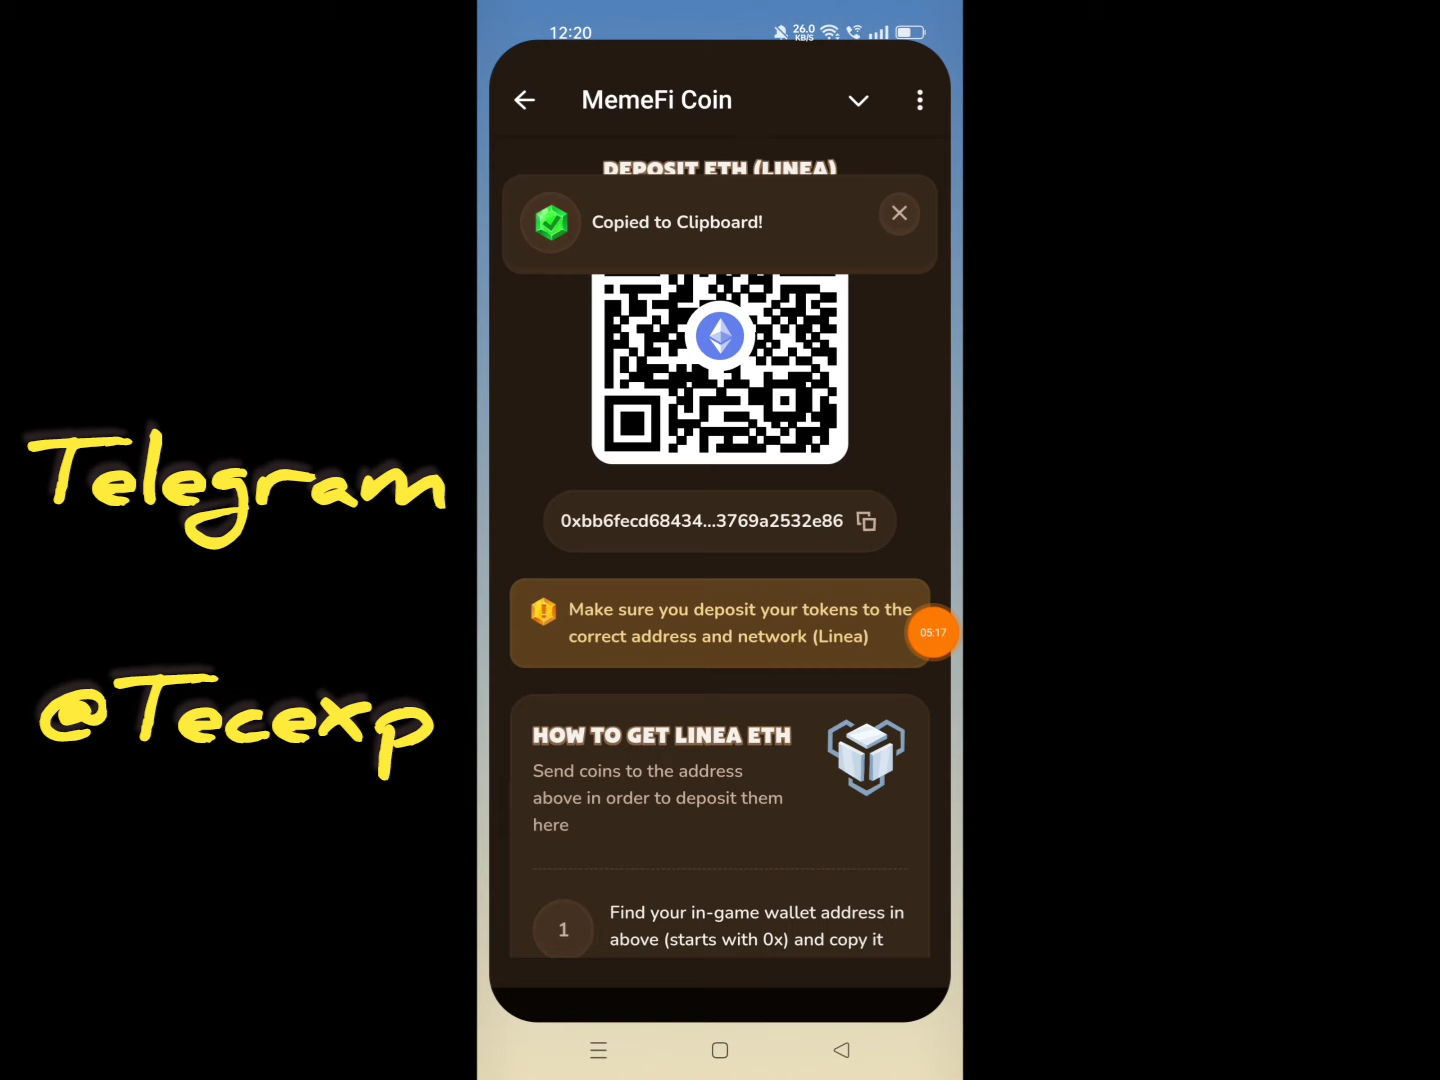 12:20
26.0
KB/S
MemeFi Coin
DEPOSIT ETH (LINEA)
Copied to Clipboard!
0xbb6fecd68434...3769a2532e86
Make sure you deposit your tokens to the
correct address and network (Linea)
05:17
HOW TO GET LINEA ETH
Send coins to the address
above in order to deposit them
here
1
Find your in-game wallet address in
above (starts with 0x) and copy it
Telegram
@Tecexp